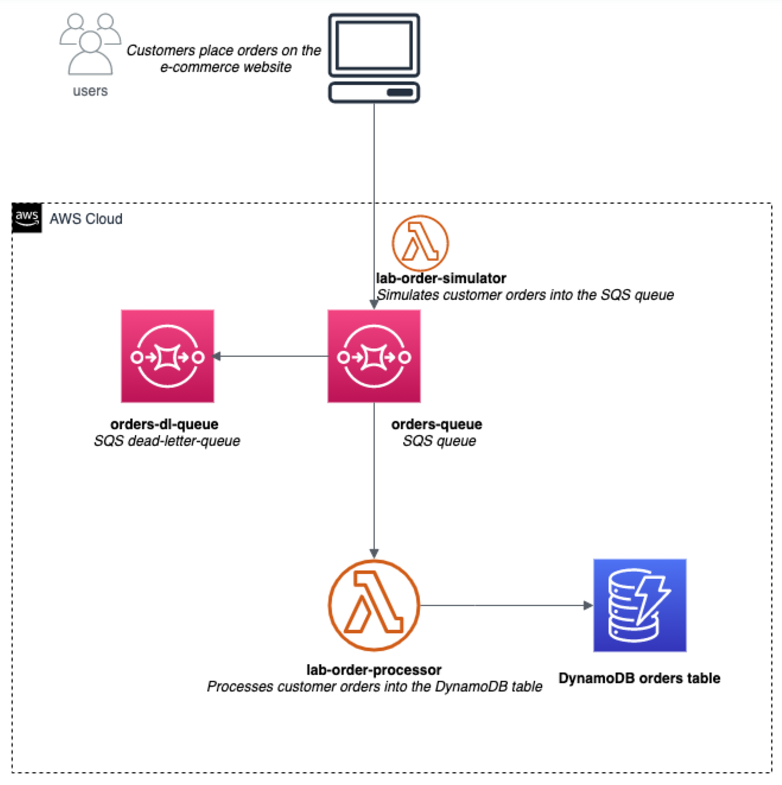 Customers place orders on the
e-commerce website
users
aws
AWS Cloud
lab-order-simulator
Simulates customer orders into the SQS queue
orders-dl-queue
SQS dead-letter-queue
orders-queue
SQS queue
lab-order-processor
Processes customer orders into the DynamoDB table
DynamoDB orders table